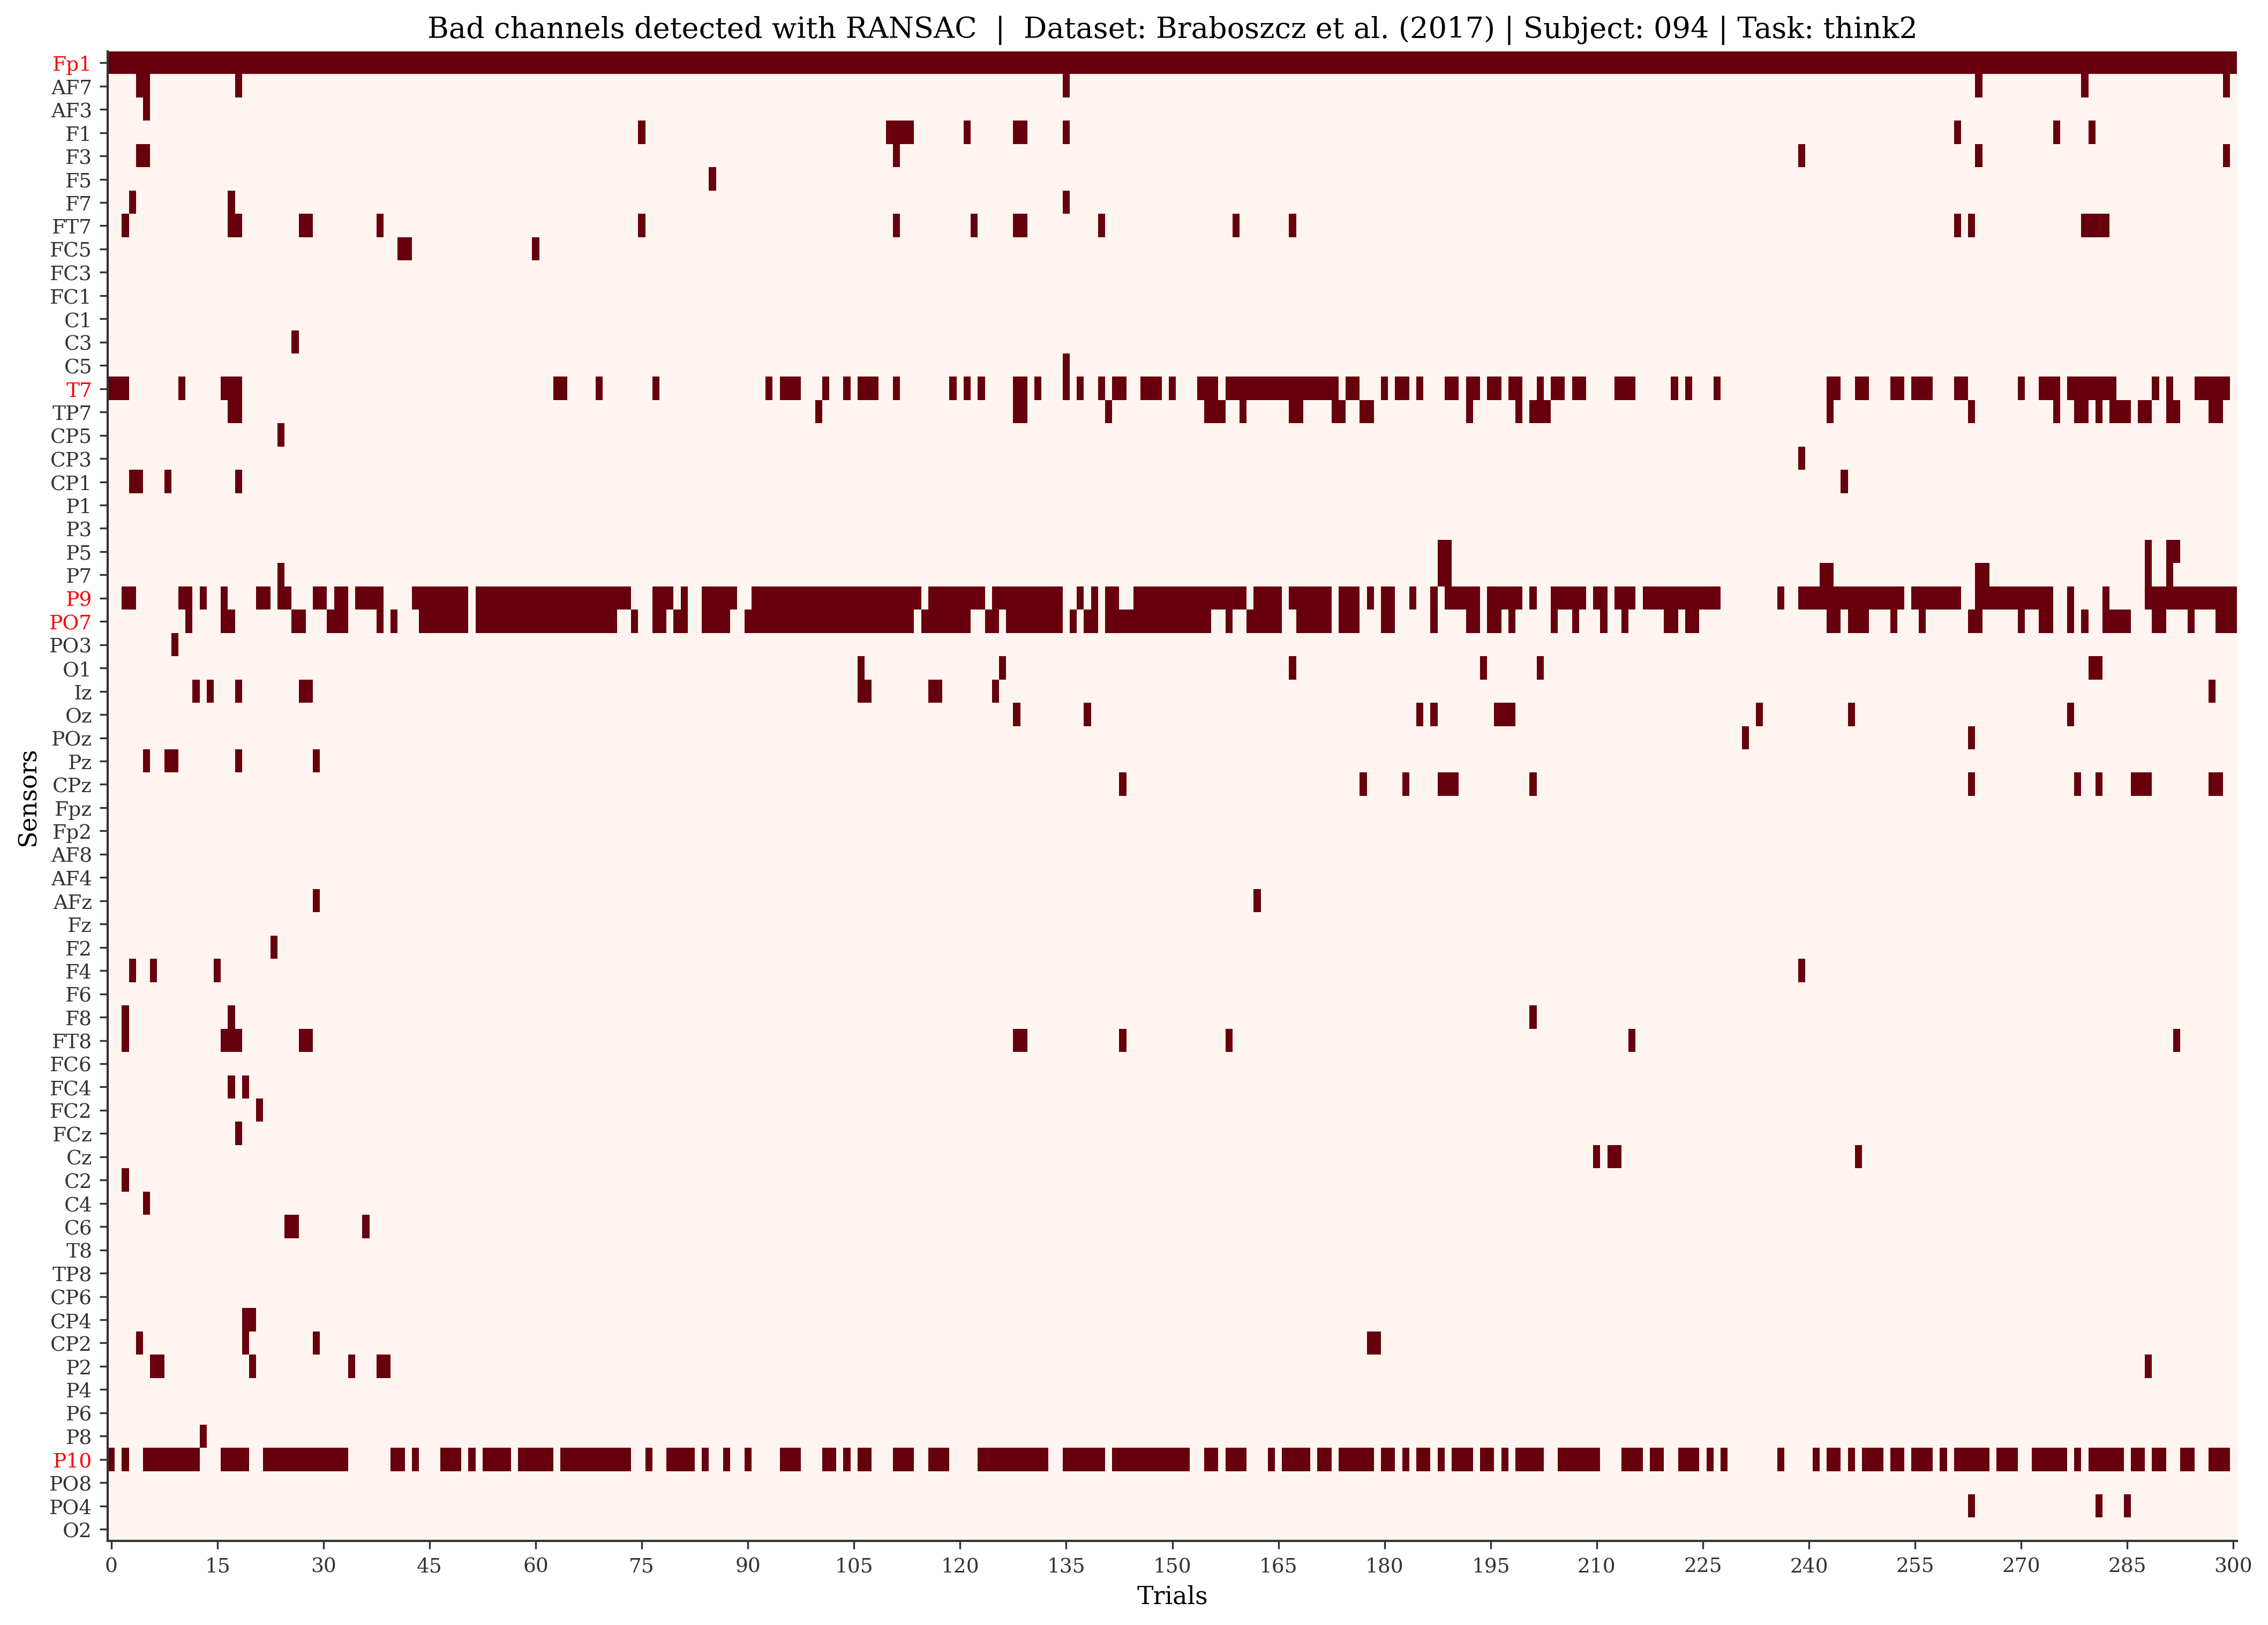 Bad channels detected with RANSAC | Dataset: Braboszcz et al. (2017) | Subject: 094 | Task: think2
Sensors
Fp1
AF7
AF3
F1
F3
F5
F7
FT7
FC5
FC3
FC1
C1
C3
C5
T7
TP7
CP5
CP3
CP1
P1
P3
P5
P7
P9
PO7
PO3
O1
Iz
Oz
POz
Pz
CPz
Fpz
Fp2
AF8
AF4
AFz
Fz
F2
F4
F6
F8
FT8
FC6
FC4
FC2
FCz
Cz
C2
C4
C6
T8
TP8
CP6
CP4
CP2
P2
P4
P6
P8
P10
PO8
PO4
O2
0 15 30 45 60 75 90 105 120 135 150 165 180 195 210 225 240 255 270 285 300
Trials